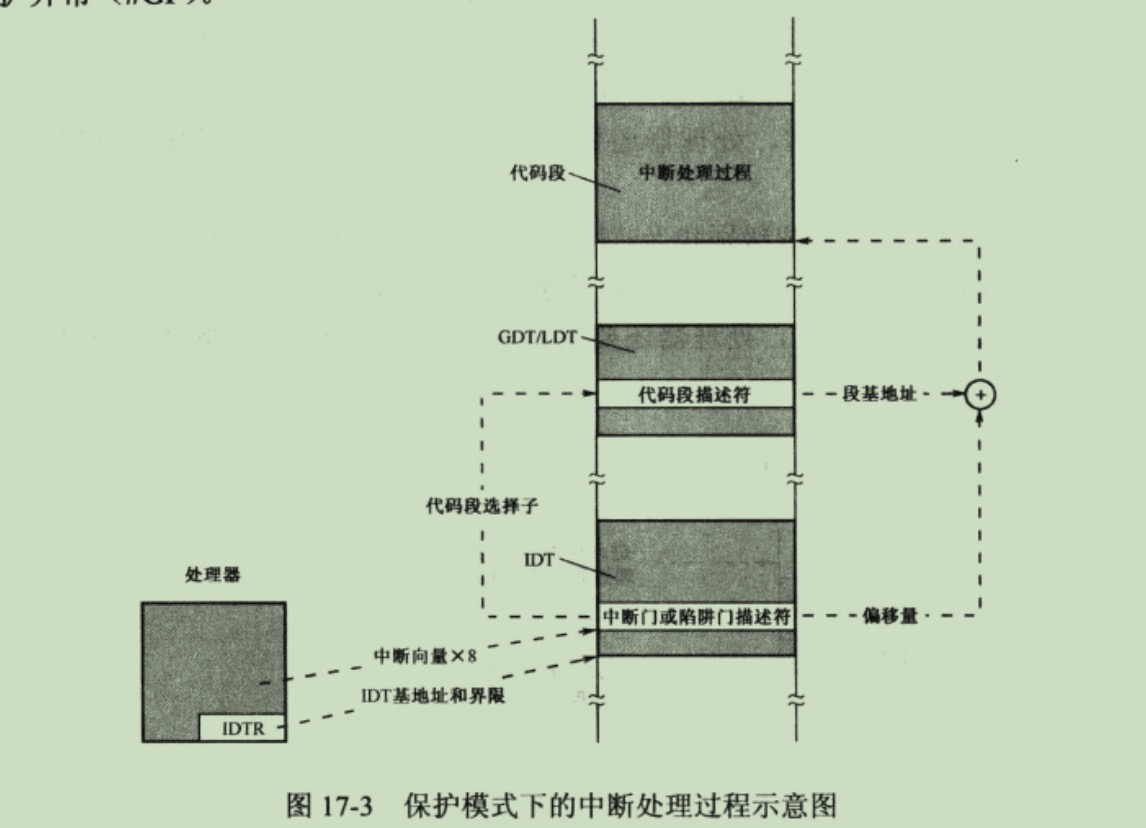 中断处理过程
代码段
GDT/LDT
代码段描述符
段基地址
+
代码段选择子
IDT
处理器
中断门或陷阱门描述符
偏移量
中断向量×8
IDT基地址和界限
IDTR
图 17-3 保护模式下的中断处理过程示意图